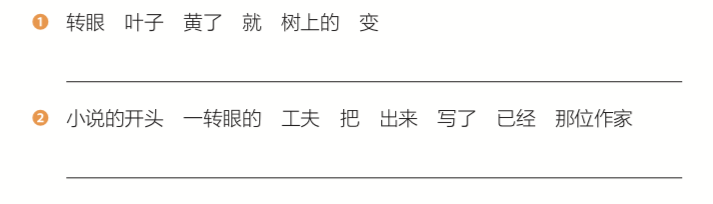 1 转眼 叶子 黄了 就 树上的 变
2 小说的开头 一转眼的 工夫 把 出来 写了 已经 那位作家